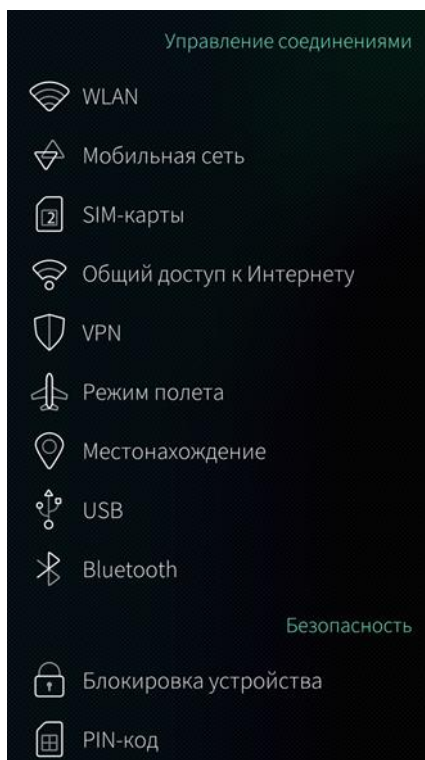 Управление соединениями
WLAN
Мобильная сеть
2 SIM-карты
Общий доступ к Интернету
VPN
Режим полета
Местонахождение
USB
Bluetooth
Безопасность
Блокировка устройства
PIN-код